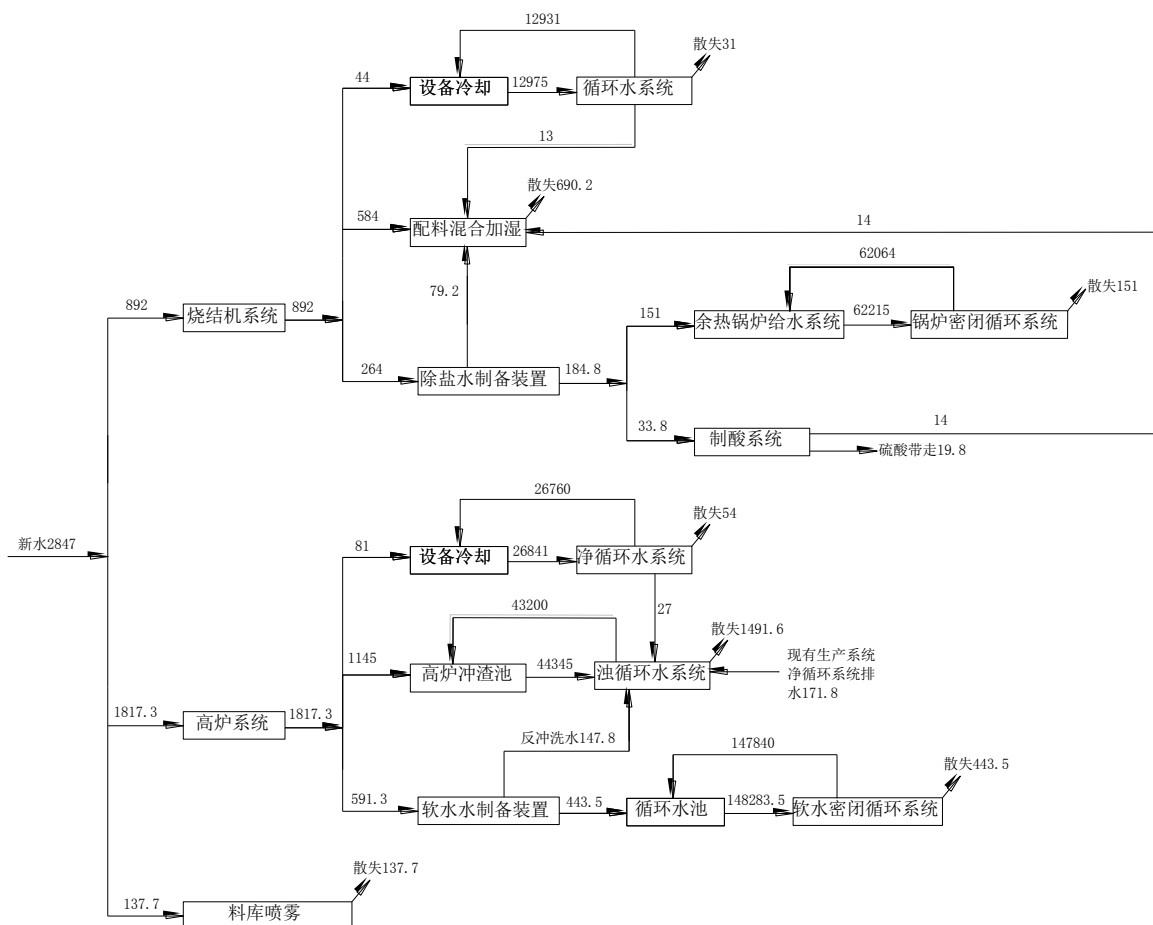 12931
散失31
44
设备冷却
12975
循环水系统
13
散失690.2
584
配料混合加湿
14
62064
79.2
散失151
892
烧结机系统
892
151
余热锅炉给水系统
62215
锅炉密闭循环系统
264
除盐水制备装置
184.8
33.8
制酸系统
14
硫酸带走19.8
26760
散失54
新水2847
81
设备冷却
26841
净循环水系统
43200
27
散失1491.6
1145
高炉冲渣池
44345
浊循环水系统
现有生产系统
净循环系统排
水171.8
1817.3
高炉系统
1817.3
反冲洗水147.8
147840
散失443.5
591.3
软水水制备装置
443.5
循环水池
148283.5
软水密闭循环系统
散失137.7
137.7
料库喷雾